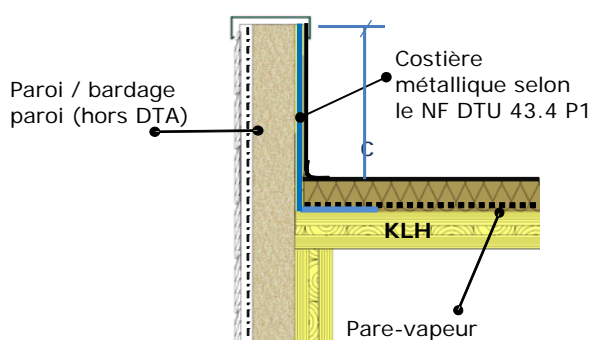 Costière
métallique selon
le NF DTU 43.4 P1
Paroi / bardage
paroi (hors DTA)
C
KLH
Pare-vapeur